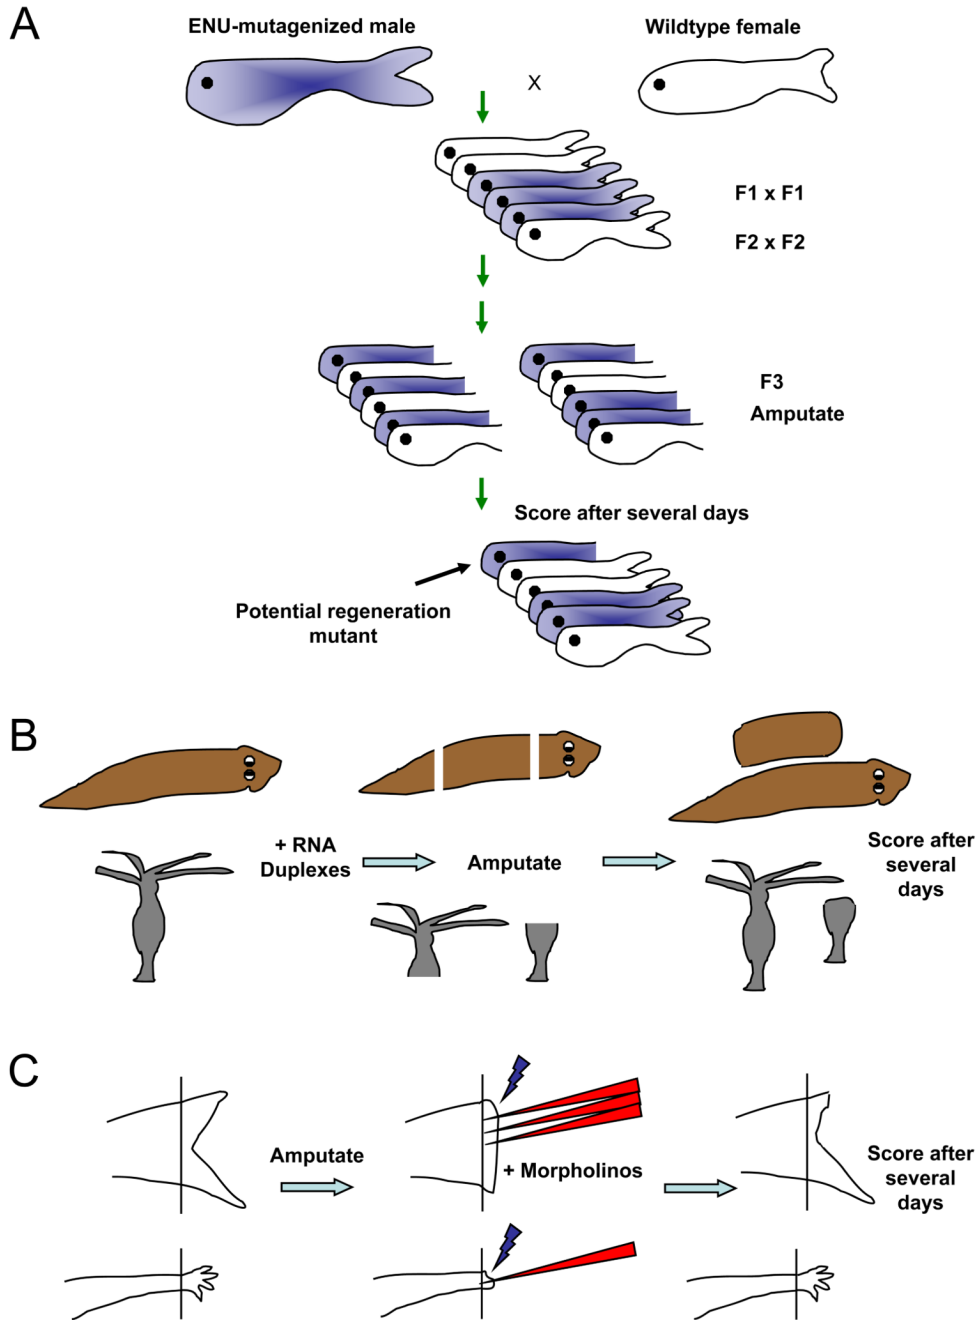 A
ENU-mutagenized male
Wildtype female
X
F1 x F1
F2 x F2
F3
Amputate
Score after several days
Potential regeneration
mutant
B
+ RNA
Duplexes
Amputate
Score after
several
days
C
Amputate
+ Morpholinos
Score after
several
days